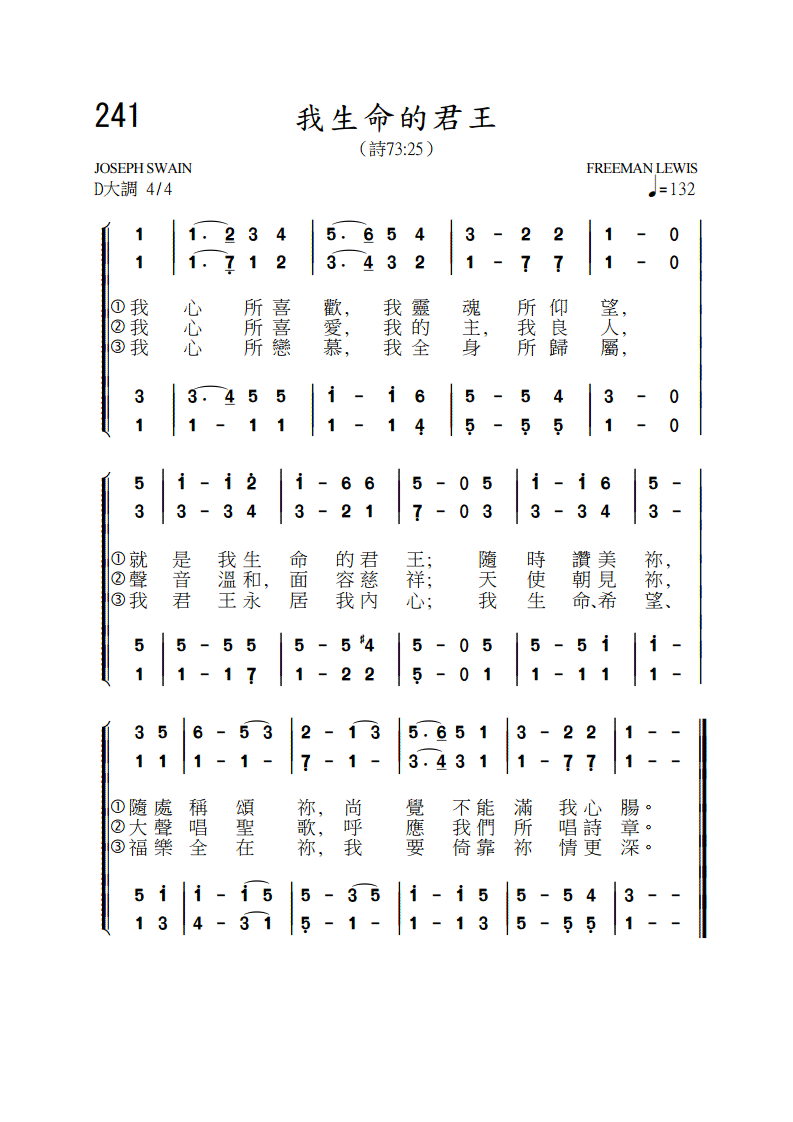 241
我生命的君王
(詩73:25)
JOSEPH SWAIN FREEMAN LEWIS
D大調 4/4 ♩=132
1 | 1. 2 3 4 | 5. 6 5 4 | 3 - 2 2 | 1 - 0
1 | 1. 7̣ 1 2 | 3. 4 3 2 | 1 - 7̣ 7̣ | 1 - 0
①我 心 所喜 歡, 我靈 魂 所仰 望,
②我 心 所喜 愛, 我的 主, 我良 人,
③我 心 所戀 慕, 我全 身 所歸 屬,
3 | 3. 4 5 5 | i - i 6 | 5 - 5 4 | 3 - 0
1 | 1 - 1 1 | 1 - 1 4̣ | 5̣ - 5̣ 5̣ | 1 - 0
5 | i - i 2̇ | i - 6 6 | 5 - 0 5 | i - i 6 | 5 -
3 | 3 - 3 4 | 3 - 2 1 | 7̣ - 0 3 | 3 - 3 4 | 3 -
①就 是 我生 命 的君 王; 隨 時 讚美 祢,
②聲 音 溫和, 面 容慈 祥; 天 使 朝見 祢,
③我 君 王永 居 我內 心; 我 生 命、希 望、
5 | 5 - 5 5 | 5 - 5 #4 | 5 - 0 5 | 5 - 5 i | i -
1 | 1 - 1 7̣ | 1 - 2 2 | 5̣ - 0 1 | 1 - 1 1 | 1 -
3 5 | 6 - 5 3 | 2 - 1 3 | 5. 6 5 1 | 3 - 2 2 | 1 - -
1 1 | 1 - 1 - | 7̣ - 1 - | 3. 4 3 1 | 1 - 7̣ 7̣ | 1 - -
①隨處 稱 頌 祢, 尚 覺 不能 滿 我心 腸。
②大聲 唱 聖 歌, 呼 應 我們 所 唱詩 章。
③福樂 全 在 祢, 我 要 倚靠 祢 情更 深。
5 i | i - i 5 | 5 - 3 5 | i - i 5 | 5 - 5 4 | 3 - -
1 3 | 4 - 3 1 | 5̣ - 1 - | 1 - 1 3 | 5 - 5̣ 5̣ | 1 - -